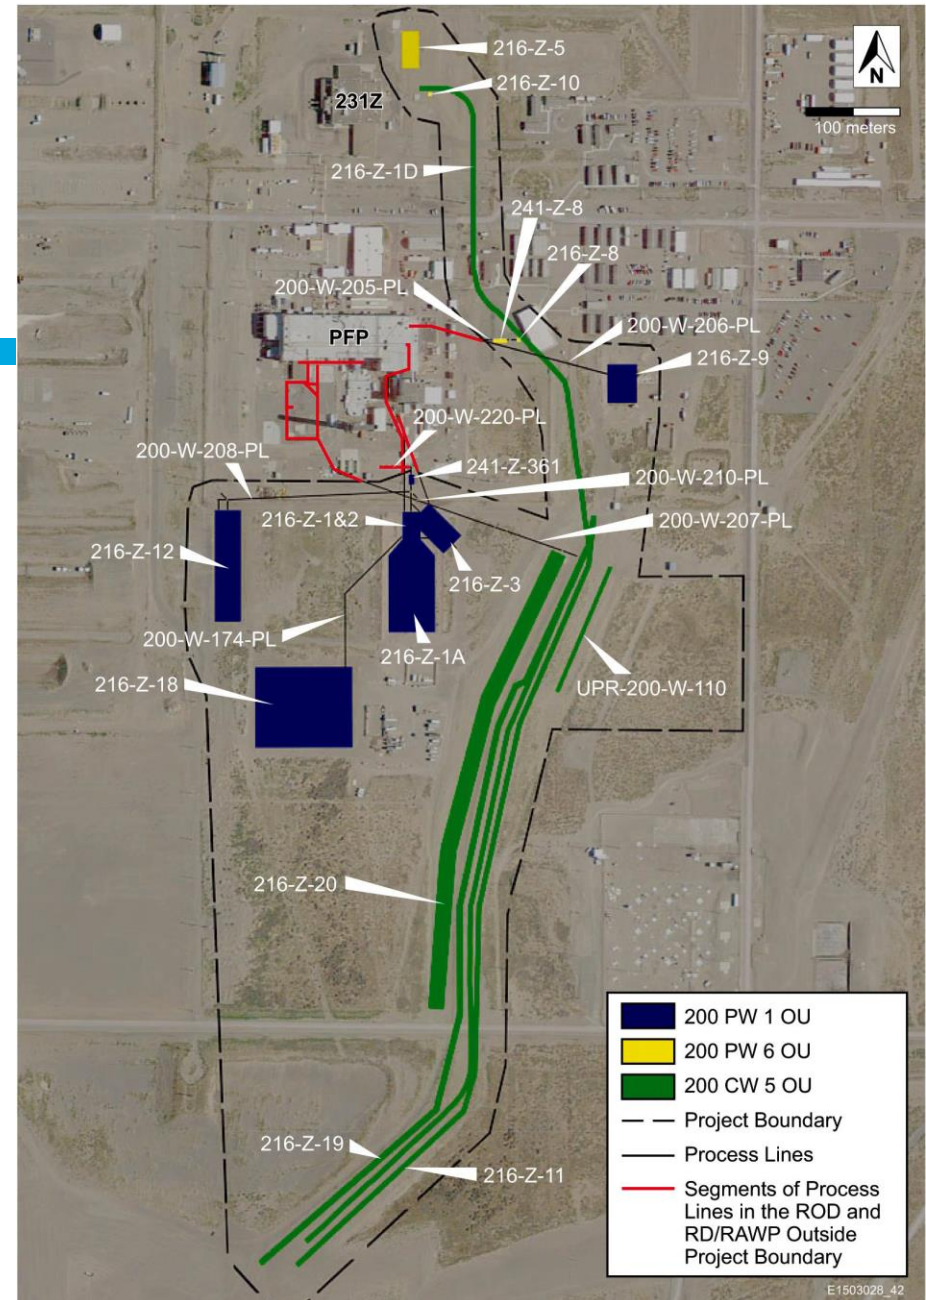 216-Z-5
N
216-Z-10
231Z
100 meters
216-Z-1D
241-Z-8
216-Z-8
200-W-205-PL
200-W-206-PL
PFP
216-Z-9
200-W-220-PL
200-W-208-PL
241-Z-361
200-W-210-PL
216-Z-1&2
200-W-207-PL
216-Z-12
216-Z-3
200-W-174-PL
216-Z-1A
216-Z-18
UPR-200-W-110
216-Z-20
216-Z-19
216-Z-11
200 PW 1 OU
200 PW 6 OU
200 CW 5 OU
Project Boundary
Process Lines
Segments of Process
Lines in the ROD and
RD/RAWP Outside
Project Boundary
E1503028_42